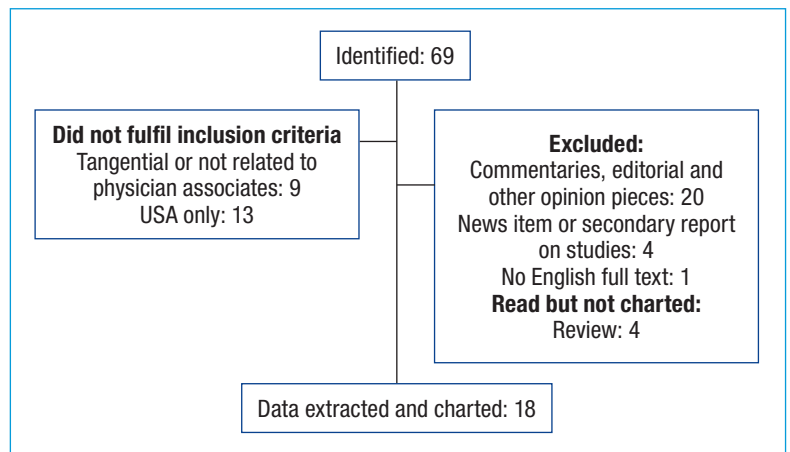 Identified: 69
Did not fulfil inclusion criteria
Tangential or not related to
physician associates: 9
USA only: 13
Excluded:
Commentaries, editorial and
other opinion pieces: 20
News item or secondary report
on studies: 4
No English full text: 1
Read but not charted:
Review: 4
Data extracted and charted: 18